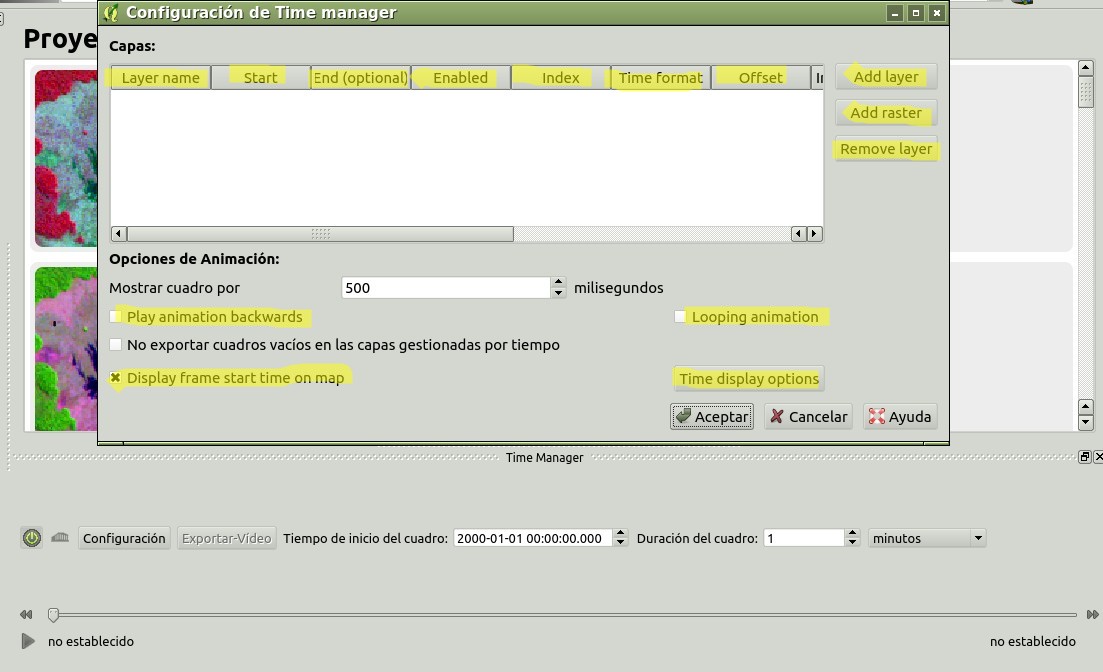 Configuración de Time manager
Proye
Capas:
Layer name Start End (optional) Enabled Index Time format Offset
Add layer
Add raster
Remove layer
Opciones de Animación:
Mostrar cuadro por 500 milisegundos
Play animation backwards Looping animation
No exportar cuadros vacíos en las capas gestionadas por tiempo
Display frame start time on map Time display options
Aceptar Cancelar Ayuda
Time Manager
Configuración Exportar-Vídeo Tiempo de inicio del cuadro: 2000-01-01 00:00:00.000 Duración del cuadro: 1 minutos
no establecido no establecido